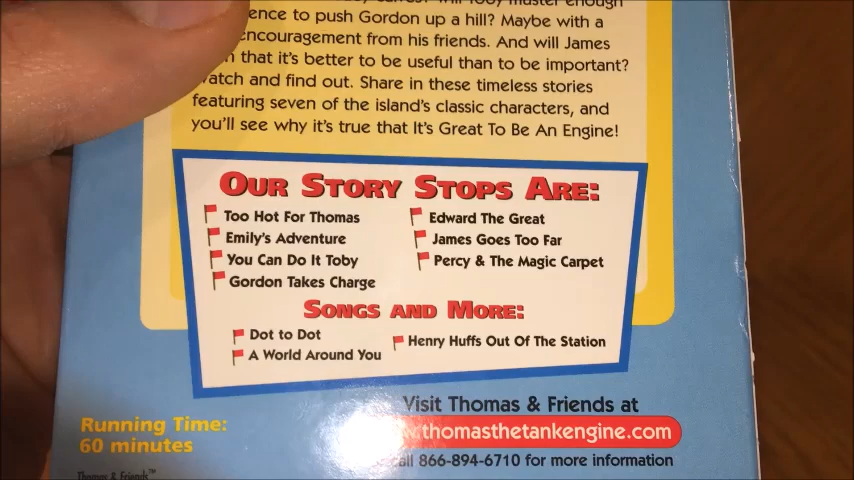 to push Gordon up a hill? Maybe with a
encouragement from his friends. And will James
that it's better to be useful than to be important?
and find out. Share in these timeless stories
featuring seven of the island's classic characters, and
you'll see why it's true that It's Great To Be An Engine!
OUR STORY STOPS ARE:
Too Hot For Thomas
Emily's Adventure
You Can Do It Toby
Gordon Takes Charge
Edward The Great
James Goes Too Far
Percy & The Magic Carpet
SONGS AND MORE:
Dot to Dot
A World Around You
Henry Huffs Out Of The Station
Running Time:
60 minutes
Visit Thomas & Friends at
.thomasthetankengine.com
call 866-894-6710 for more information
Thomas & Friends™